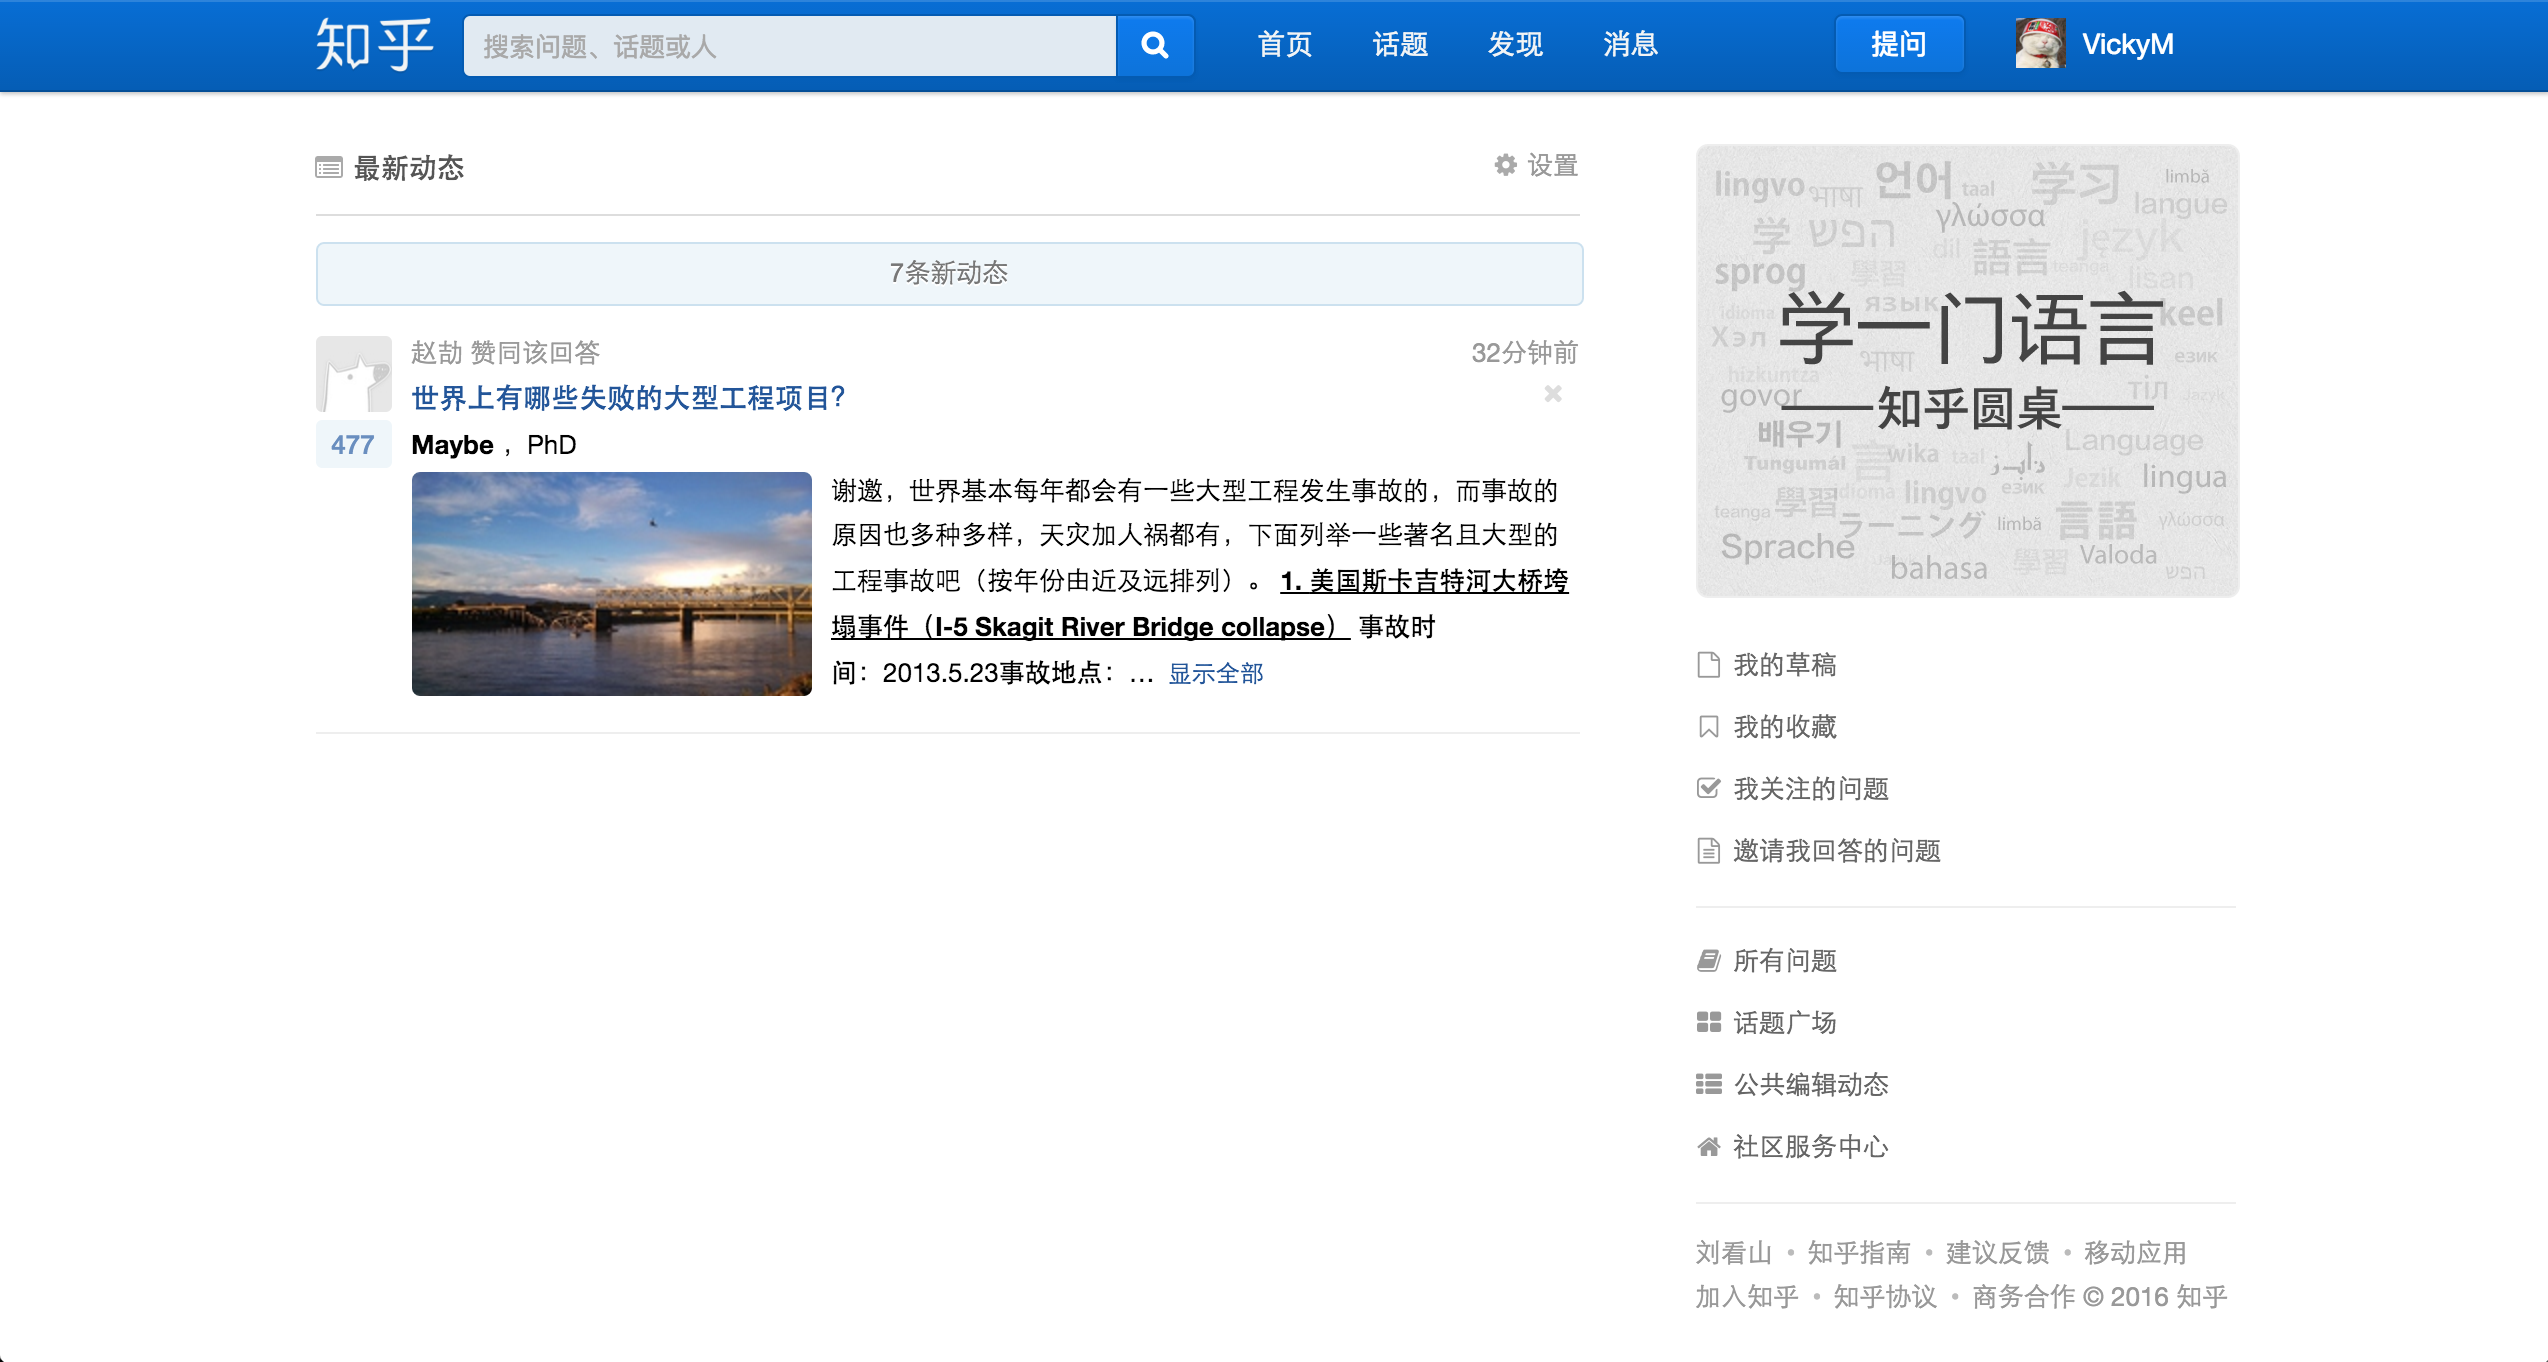 知乎
搜索问题、话题或人
首页 话题 发现 消息
提问
VickyM
最新动态
设置
7条新动态
赵劼 赞同该回答
32分钟前
世界上有哪些失败的大型工程项目？
477
Maybe ，PhD
谢邀，世界基本每年都会有一些大型工程发生事故的，而事故的
原因也多种多样，天灾加人祸都有，下面列举一些著名且大型的
工程事故吧（按年份由近及远排列）。 1. 美国斯卡吉特河大桥垮
塌事件（I-5 Skagit River Bridge collapse） 事故时
间：2013.5.23事故地点：… 显示全部
lingvo भाषा 언어 taal 学习 limbă
langue
学 חפש γλώσσα
dil 語言 język
sprog 學習 teanga lisan
idioma язык
学一门语言
keel
Хэл भाषा език
hizkuntza
govor тіл Jazyk
知乎圆桌
배우기 Language
Tungumál 言 wika taal Jezik lingua
idioma lingvo език
teanga 學習 ラーニング limbă 言語 γλώσσα
Sprache 學習 Valoda
bahasa חפש
我的草稿
我的收藏
我关注的问题
邀请我回答的问题
所有问题
话题广场
公共编辑动态
社区服务中心
刘看山 • 知乎指南 • 建议反馈 • 移动应用
加入知乎 • 知乎协议 • 商务合作 © 2016 知乎